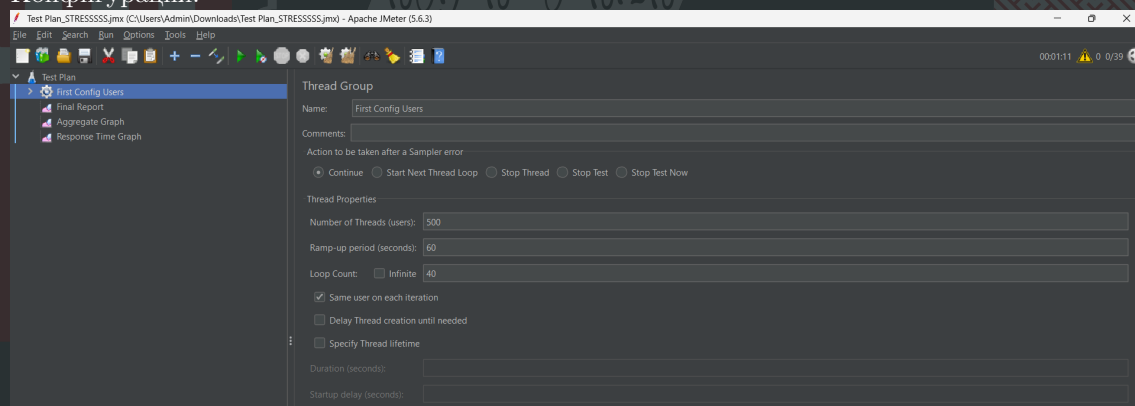 Конфигурации:
Test Plan_STRESSSSS.jmx (C:\Users\Admin\Downloads\Test Plan_STRESSSSS.jmx) - Apache JMeter (5.6.3)
File Edit Search Run Options Tools Help
00:01:11 0 0/39
Test Plan
First Config Users
Final Report
Aggregate Graph
Response Time Graph
Thread Group
Name: First Config Users
Comments:
Action to be taken after a Sampler error
Continue Start Next Thread Loop Stop Thread Stop Test Stop Test Now
Thread Properties
Number of Threads (users): 500
Ramp-up period (seconds): 60
Loop Count: Infinite 40
Same user on each iteration
Delay Thread creation until needed
Specify Thread lifetime
Duration (seconds):
Startup delay (seconds):